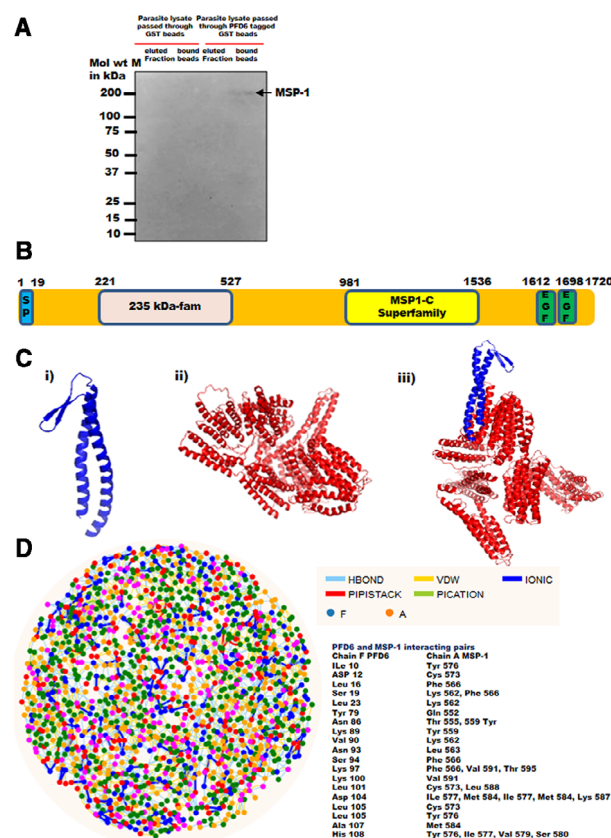 A
Parasite lysate passed through GST beads
Parasite lysate passed through PFD6 tagged GST beads
eluted Fraction
bound beads
eluted Fraction
bound beads
Mol wt M in kDa
200
100
75
50
37
25
15
10
MSP-1
B
1 19 221 527 981 1536 1612 1698 1720
SP
235 kDa-fam
MSP1-C Superfamily
EGF
EGF
C
i)
ii)
iii)
D
HBOND VDW IONIC
PIPISTACK PICATION
F A
PFD6 and MSP-1 interacting pairs
Chain F PFD6 Chain A MSP-1
ILe 10 Tyr 576
ASP 12 Cys 573
Leu 16 Phe 566
Ser 19 Lys 562, Phe 566
Leu 23 Lys 562
Tyr 79 Gln 552
Asn 86 Thr 555, 559 Tyr
Lys 89 Tyr 559
Val 90 Lys 562
Asn 93 Leu 563
Ser 94 Phe 566
Lys 97 Phe 566, Val 591, Thr 595
Lys 100 Val 591
Leu 101 Cys 573, Leu 588
Asp 104 ILe 577, Met 584, Ile 577, Met 584, Lys 587
Leu 105 Cys 573
Leu 105 Tyr 576
Ala 107 Met 584
His 108 Tyr 576, Ile 577, Val 579, Ser 580